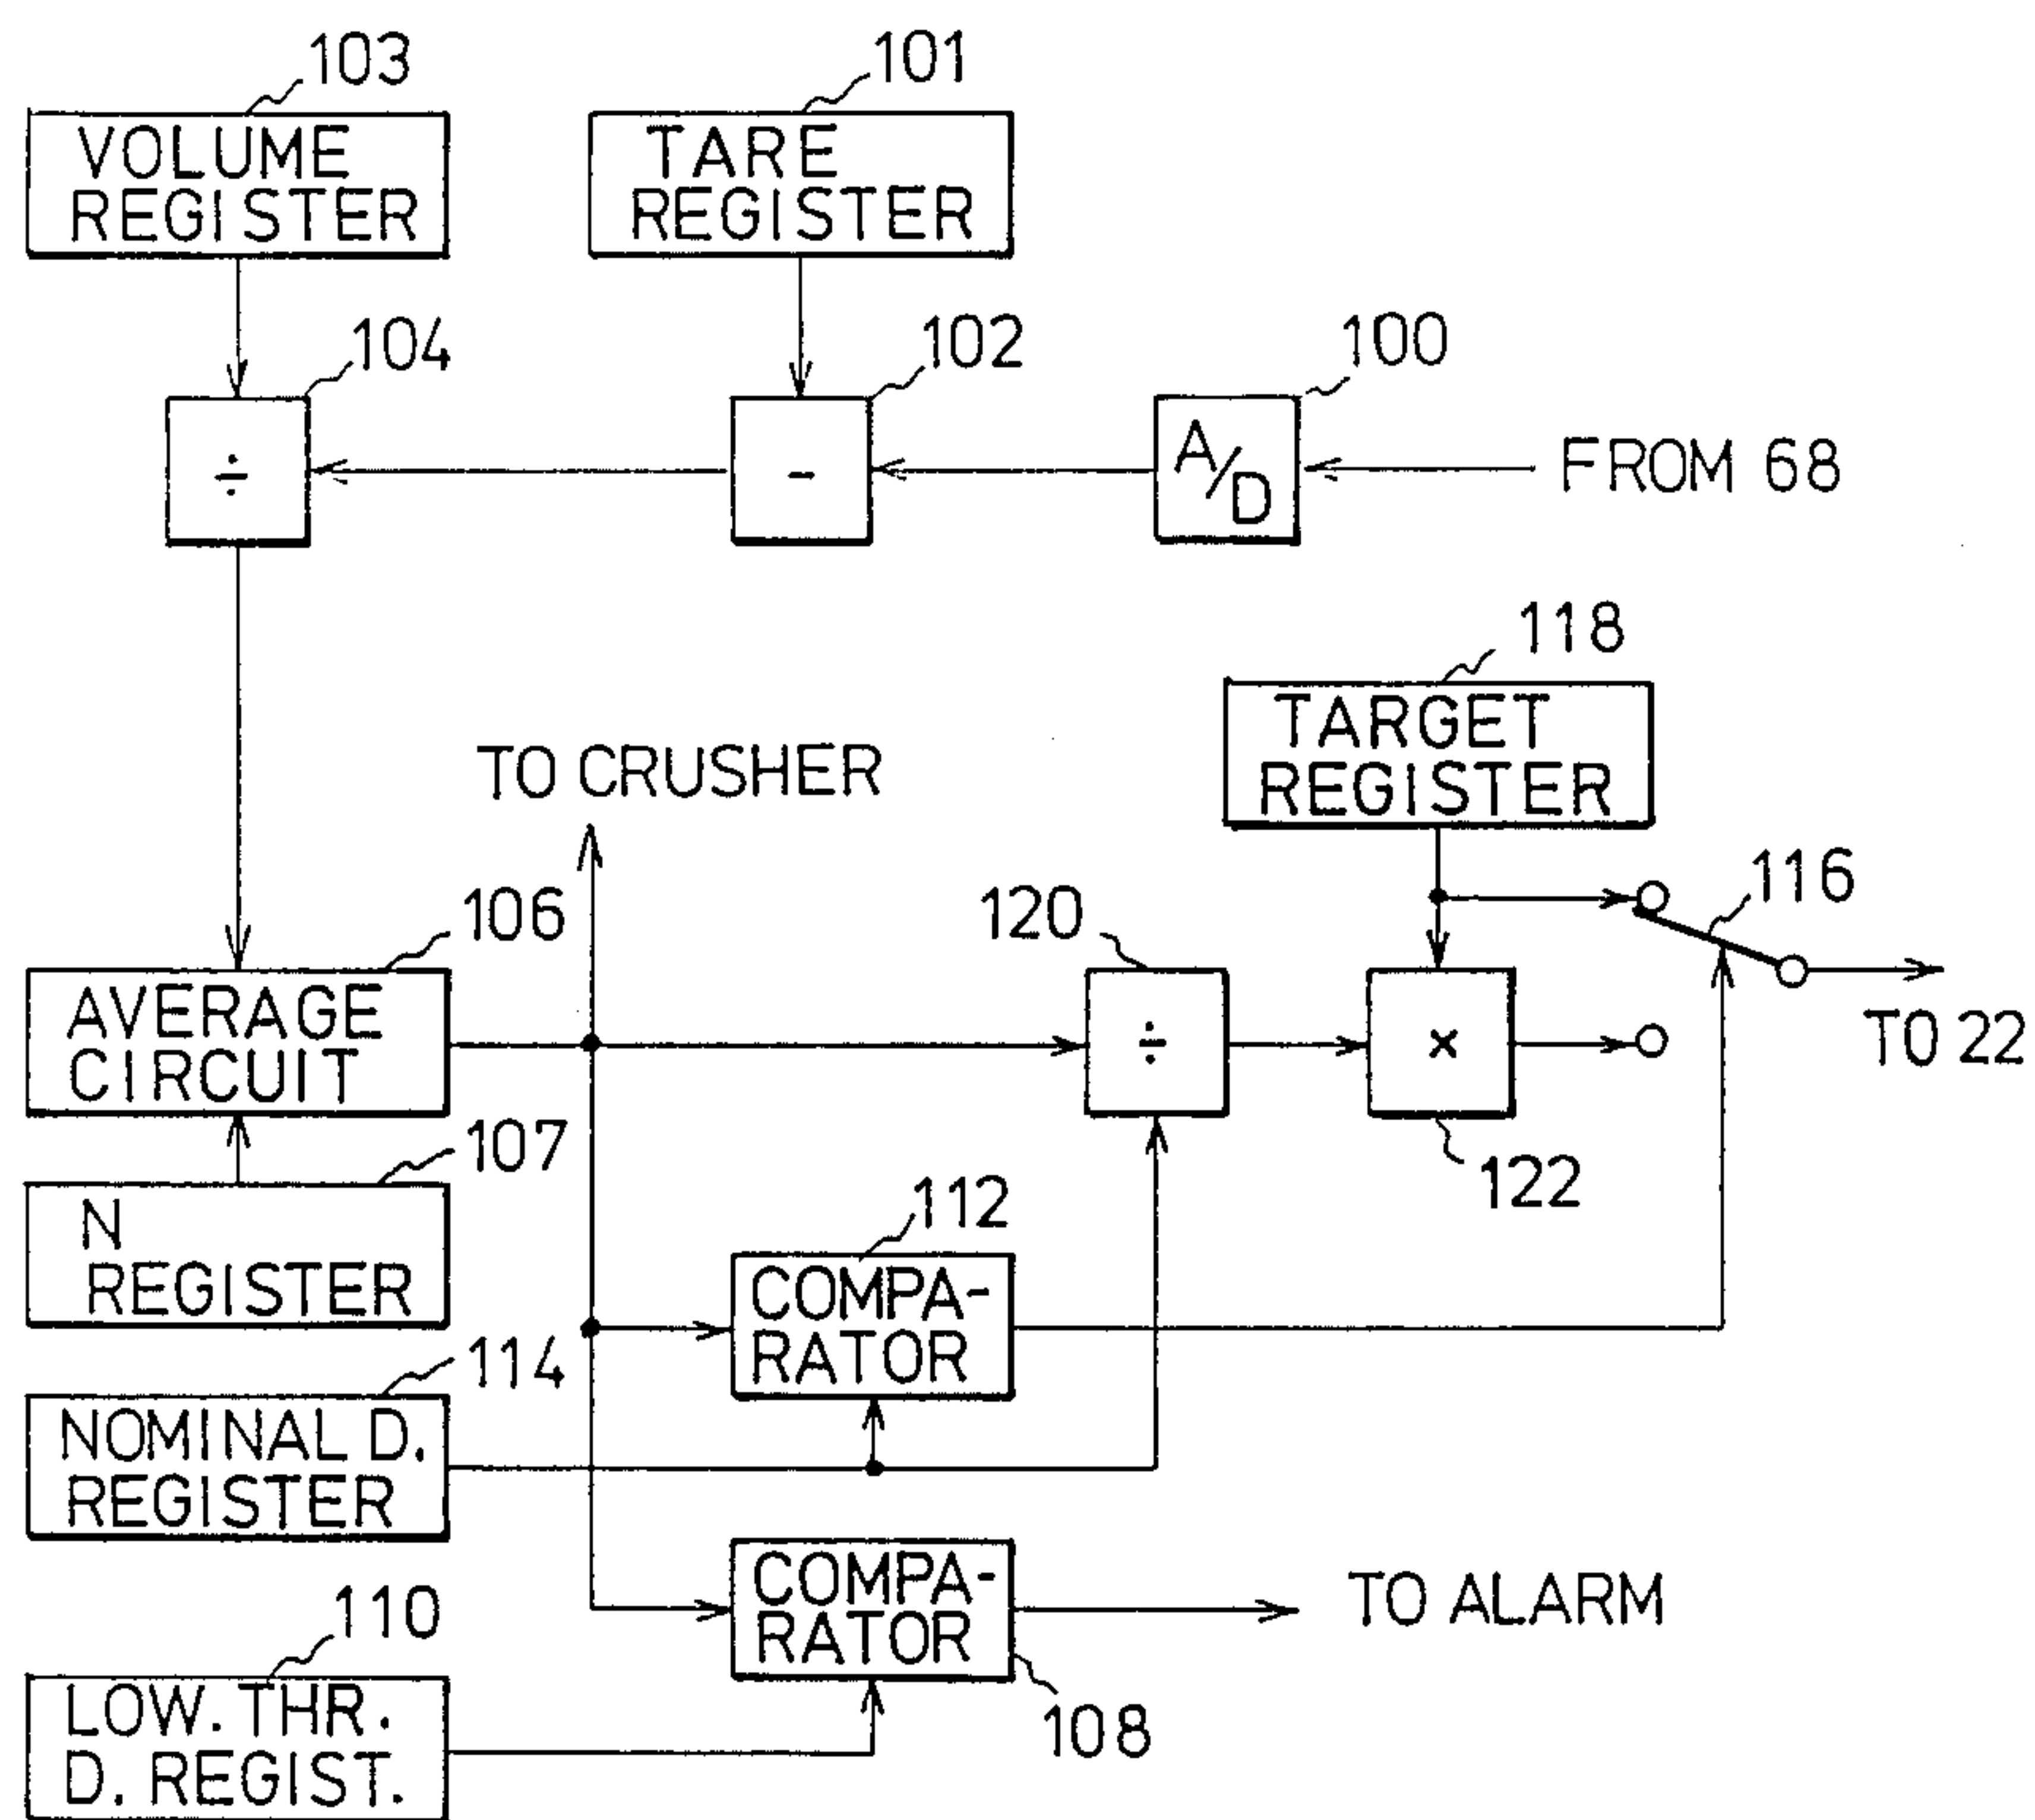 103
101
VOLUME
REGISTER
TARE
REGISTER
104
102
100
÷
-
A/D
FROM 68
118
TARGET
REGISTER
TO CRUSHER
116
106
120
AVERAGE
CIRCUIT
÷
×
TO 22
107
122
N
REGISTER
112
COMPA-
RATOR
114
NOMINAL D.
REGISTER
COMPA-
RATOR
TO ALARM
110
108
LOW. THR.
D. REGIST.